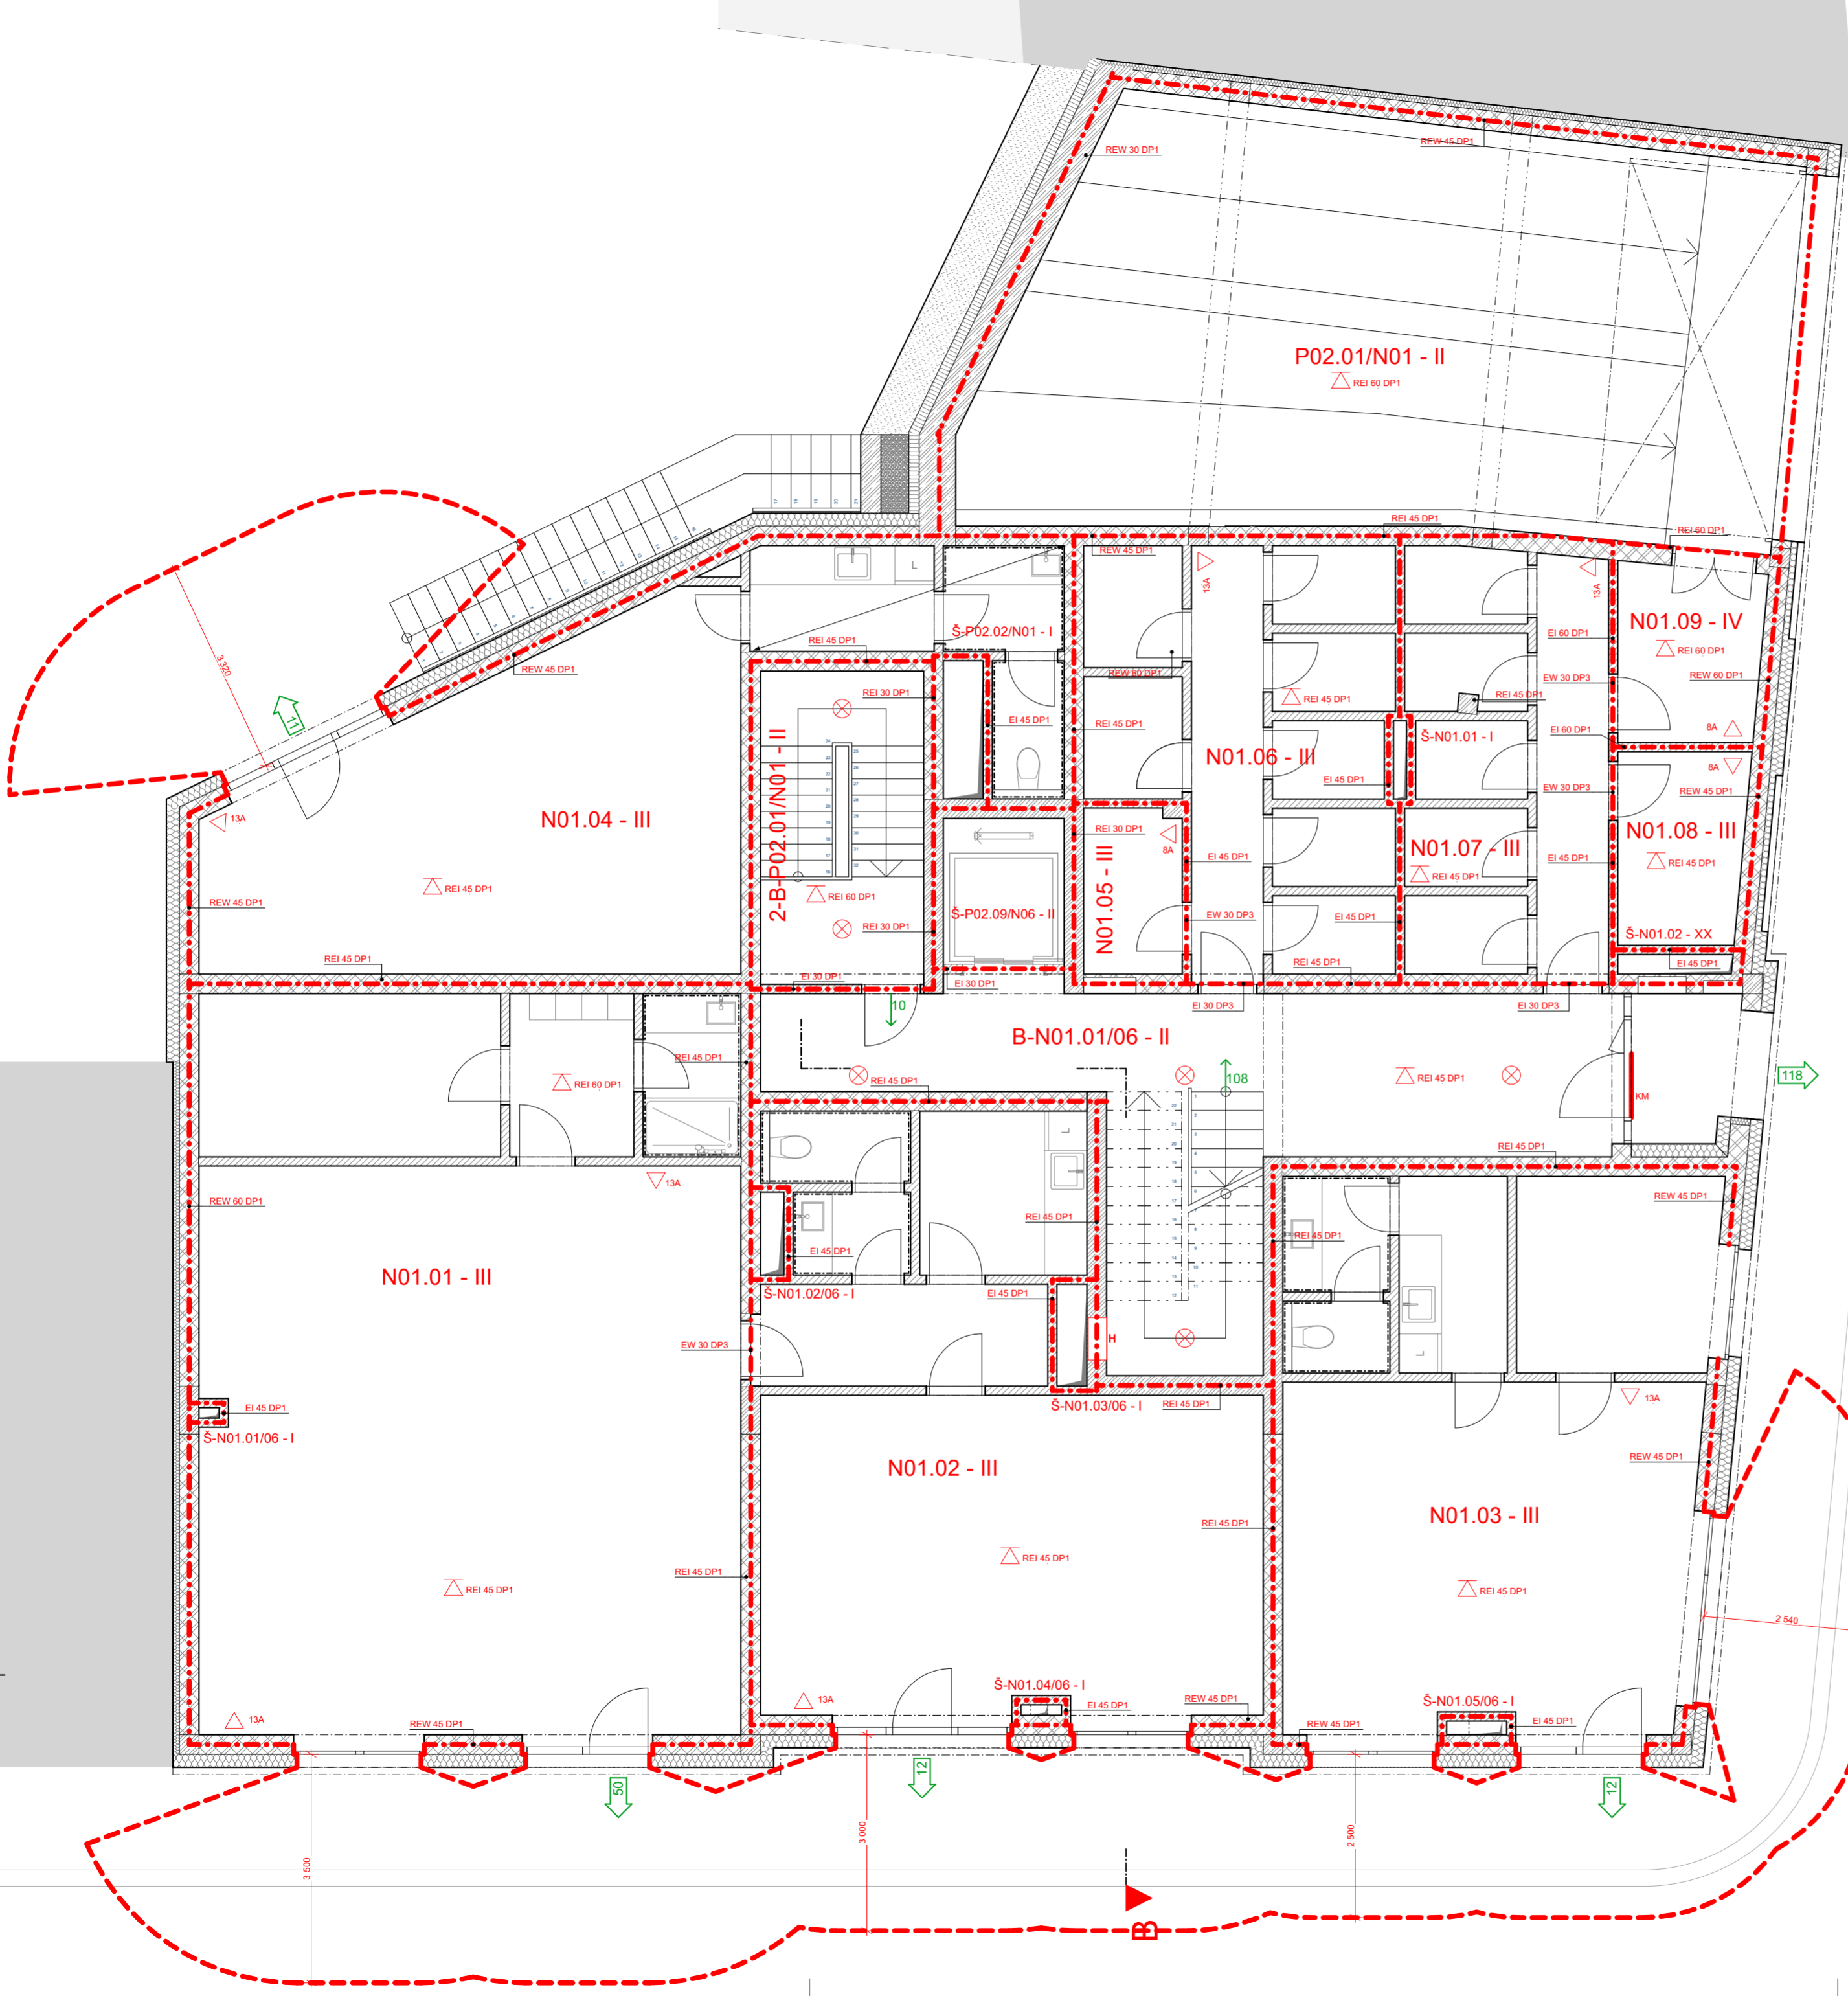 REW 30 DP1
REW 45 DP1
P02.01/N01 - II
REI 60 DP1
17
18
19
20
21
REI 45 DP1
REI 60 DP1
REW 45 DP1
13A
13A
L
Š-P02.02/N01 - I
N01.09 - IV
REI 60 DP1
EI 60 DP1
REI 45 DP1
REW 45 DP1
REW 60 DP1
EW 30 DP3
REW 60 DP1
3 320
11
REI 30 DP1
REI 45 DP1
REI 45 DP1
EI 45 DP1
REI 45 DP1
Š-N01.01 - I
EI 60 DP1
8A
N01.06 - III
8A
2-B-P02.01/N01 - II
EI 45 DP1
EW 30 DP3
REW 45 DP1
13A
N01.04 - III
REI 30 DP1
8A
N01.08 - III
N01.07 - III
EI 45 DP1
EI 45 DP1
REI 45 DP1
REI 45 DP1
REI 45 DP1
REI 60 DP1
N01.05 - III
REW 45 DP1
Š-P02.09/N06 - II
EW 30 DP3
EI 45 DP1
REI 30 DP1
Š-N01.02 - XX
REI 45 DP1
REI 45 DP1
EI 45 DP1
EI 30 DP1
EI 30 DP1
10
EI 30 DP3
EI 30 DP3
B-N01.01/06 - II
REI 45 DP1
REI 60 DP1
REI 45 DP1
108
REI 45 DP1
118
KM
L
REI 45 DP1
13A
REW 60 DP1
REW 45 DP1
REI 45 DP1
REI 45 DP1
EI 45 DP1
N01.01 - III
Š-N01.02/06 - I
EI 45 DP1
H
EW 30 DP3
L
EI 45 DP1
Š-N01.03/06 - I
REI 45 DP1
13A
Š-N01.01/06 - I
N01.02 - III
REW 45 DP1
N01.03 - III
REI 45 DP1
REI 45 DP1
REI 45 DP1
REI 45 DP1
REI 45 DP1
2 540
Š-N01.04/06 - I
13A
EI 45 DP1
REW 45 DP1
Š-N01.05/06 - I
13A
REW 45 DP1
REW 45 DP1
EI 45 DP1
50
12
12
3 500
3 000
2 500
B